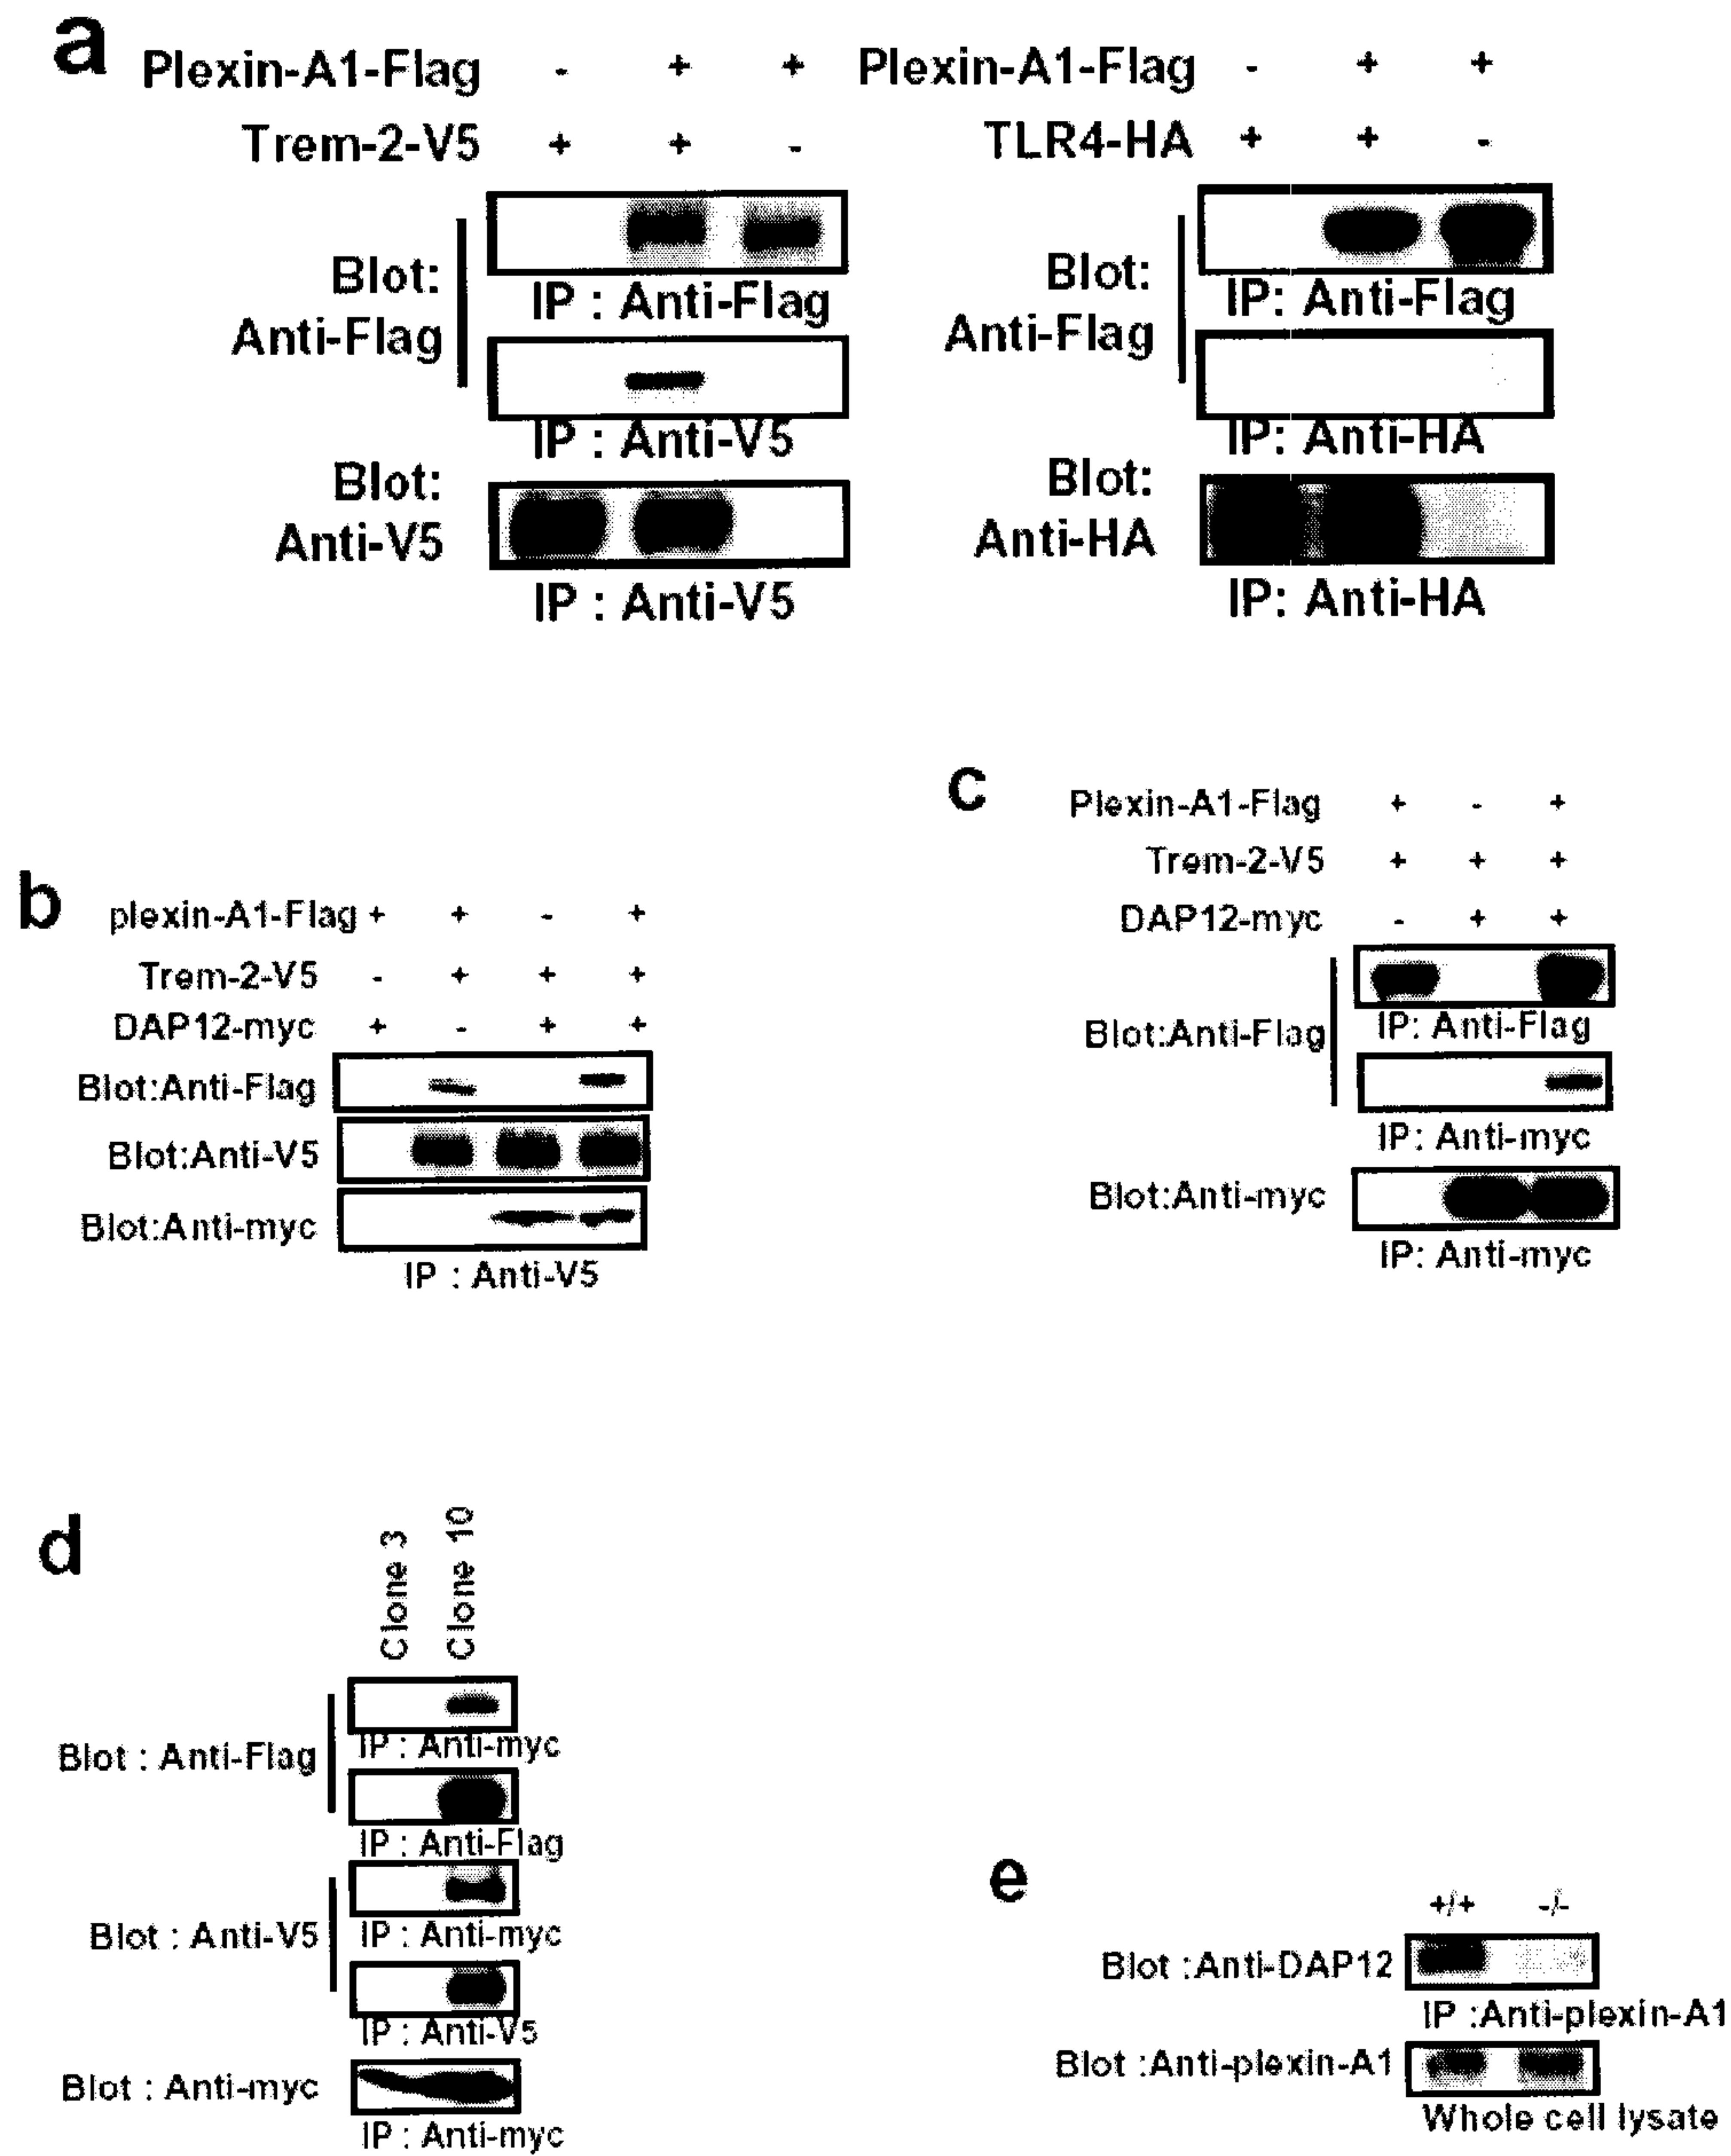 a
Plexin-A1-Flag - + +
Trem-2-V5 + + -
Blot:
Anti-Flag
IP : Anti-Flag
IP : Anti-V5
Blot:
Anti-V5
IP : Anti-V5
Plexin-A1-Flag - + +
TLR4-HA + + -
Blot:
Anti-Flag
IP: Anti-Flag
IP: Anti-HA
Blot:
Anti-HA
IP: Anti-HA
b
plexin-A1-Flag + + - +
Trem-2-V5 - + + +
DAP12-myc + - + +
Blot:Anti-Flag
Blot:Anti-V5
Blot:Anti-myc
IP : Anti-V5
c
Plexin-A1-Flag + - +
Trem-2-V5 + + +
DAP12-myc - + +
Blot:Anti-Flag
IP: Anti-Flag
IP: Anti-myc
Blot:Anti-myc
IP: Anti-myc
d
Clone 3
Clone 10
Blot : Anti-Flag
IP : Anti-myc
IP : Anti-Flag
Blot : Anti-V5
IP : Anti-myc
IP : Anti-V5
Blot : Anti-myc
IP : Anti-myc
e
+/+ -/-
Blot :Anti-DAP12
IP :Anti-plexin-A1
Blot :Anti-plexin-A1
Whole cell lysate